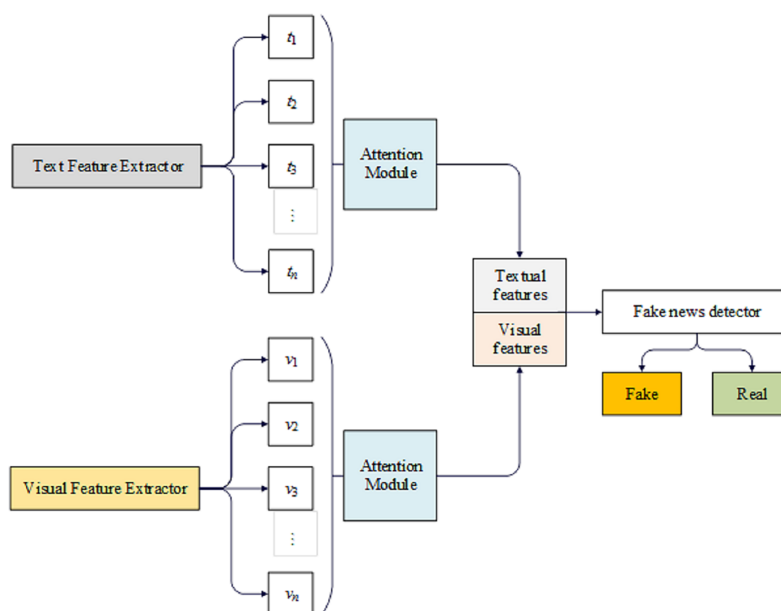 Text Feature Extractor
t1
t2
t3
⋮
tn
Attention
Module
Textual
features
Visual
features
Fake news detector
Fake
Real
Visual Feature Extractor
v1
v2
v3
⋮
vn
Attention
Module